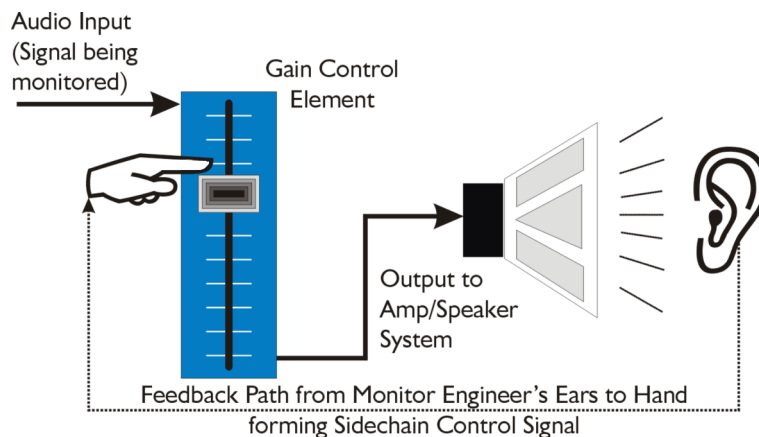 Audio Input
(Signal being
monitored)
Gain Control
Element
Output to
Amp/Speaker
System
Feedback Path from Monitor Engineer's Ears to Hand
forming Sidechain Control Signal